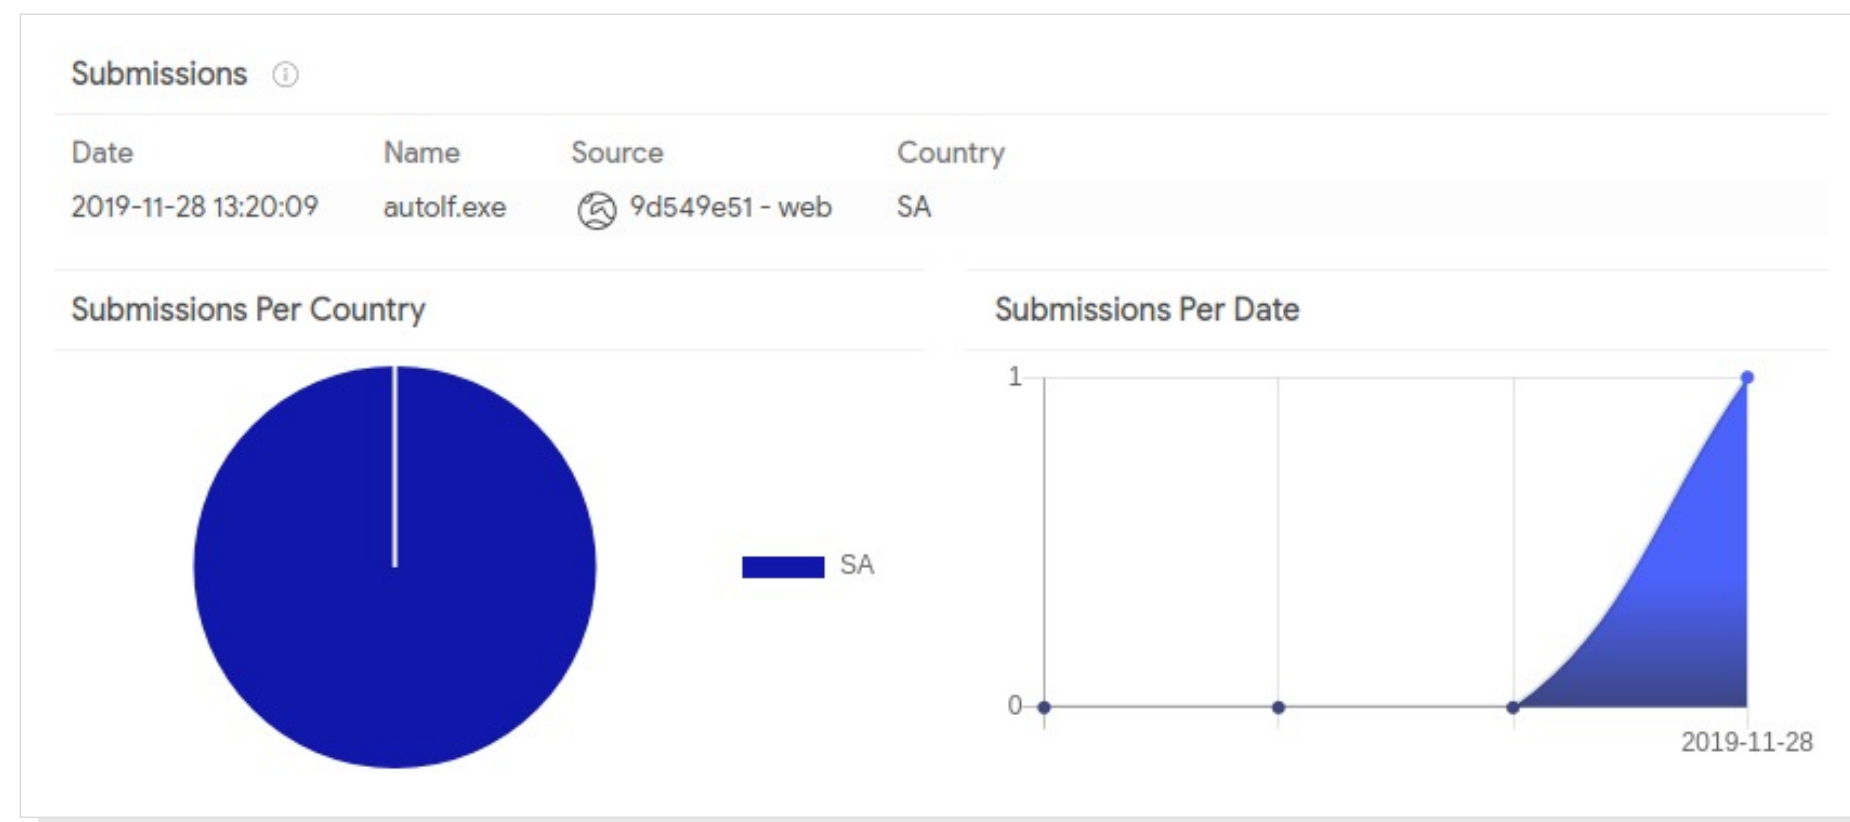 Submissions
Date Name Source Country
2019-11-28 13:20:09 autolf.exe 9d549e51 - web SA
Submissions Per Country
Submissions Per Date
SA
1
0
2019-11-28